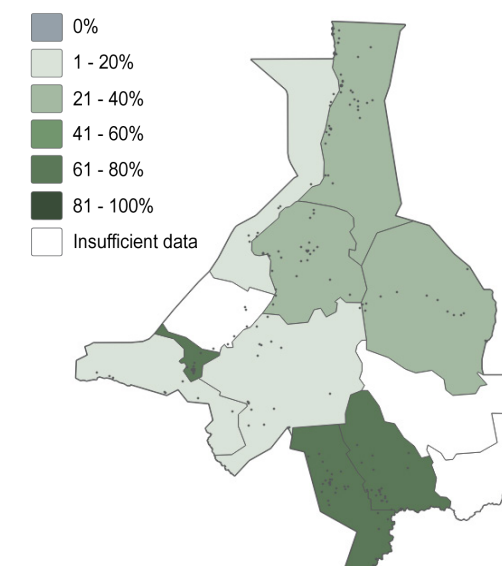 0%
1 - 20%
21 - 40%
41 - 60%
61 - 80%
81 - 100%
Insufficient data